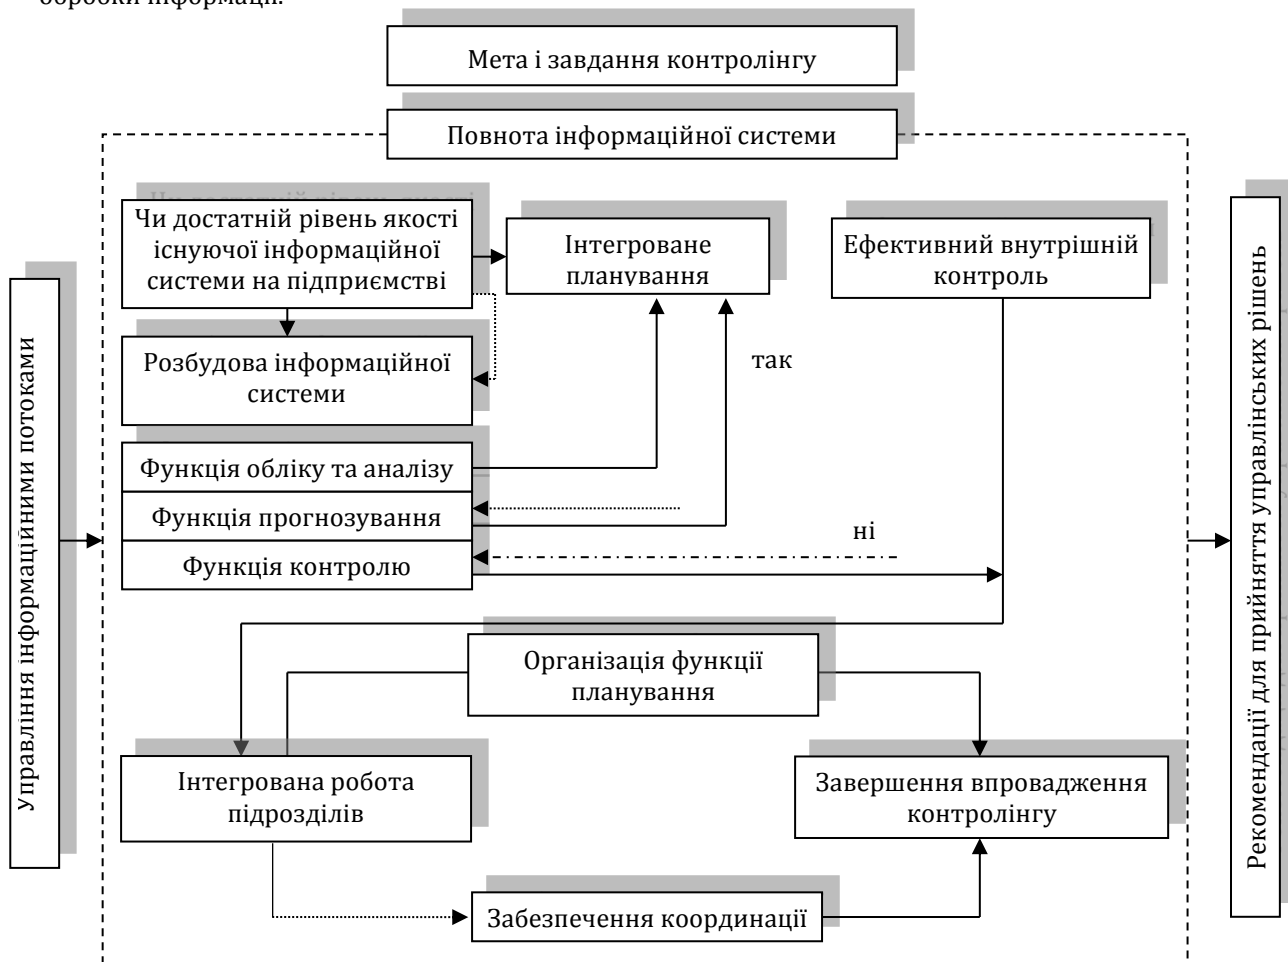 обробки інформації.
Мета і завдання контролінгу
Повнота інформаційної системи
Чи достатній рівень якості
існуючої інформаційної
системи на підприємстві
Інтегроване
планування
Ефективний внутрішній
контроль
Розбудова інформаційної
системи
так
Функція обліку та аналізу
Функція прогнозування
ні
Функція контролю
Управління інформаційними потоками
Рекомендації для прийняття управлінських рішень
Організація функції
планування
Інтегрована робота
підрозділів
Завершення впровадження
контролінгу
Забезпечення координації